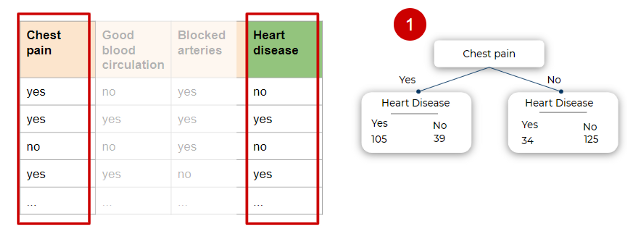 Chest pain Good blood circulation Blocked arteries Heart disease
yes no yes no
yes yes yes yes
no no yes no
yes yes no yes
... ... ... ...
1
Chest pain
Yes No
Heart Disease Heart Disease
Yes No Yes No
105 39 34 125